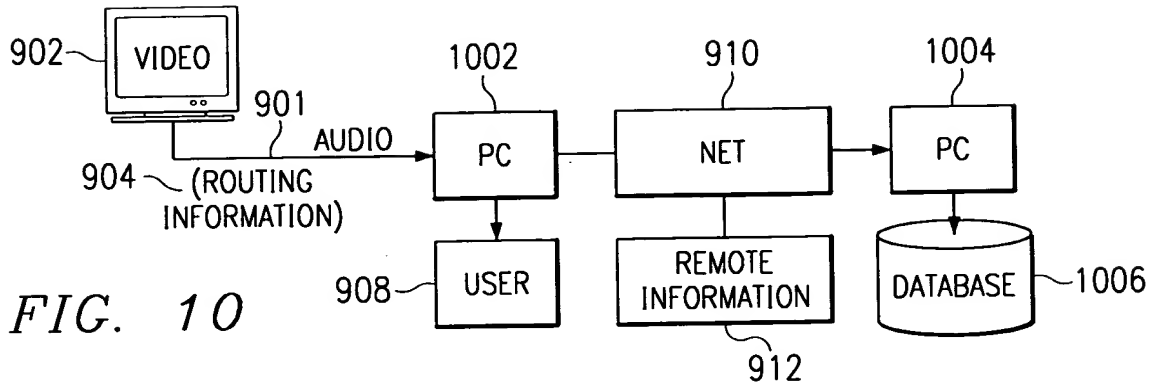 902
VIDEO
901
AUDIO
904
(ROUTING
INFORMATION)
1002
PC
910
NET
1004
PC
908
USER
REMOTE
INFORMATION
912
DATABASE
1006
FIG. 10